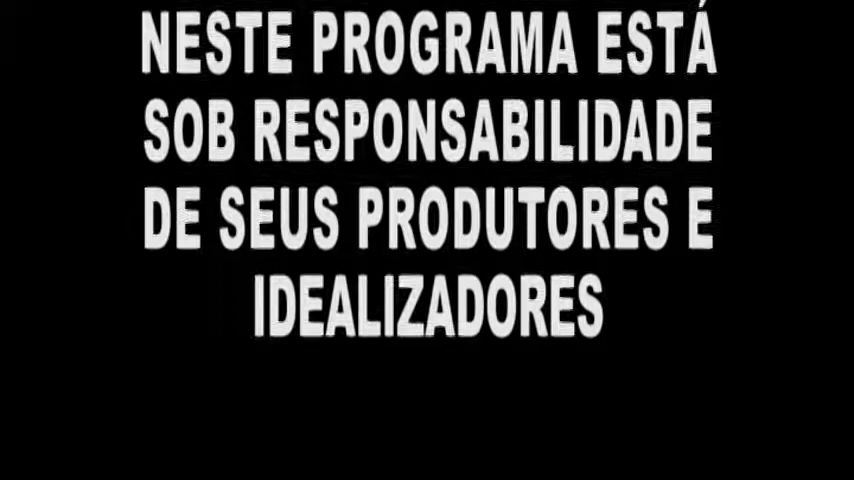 NESTE PROGRAMA ESTÁ
SOB RESPONSABILIDADE
DE SEUS PRODUTORES E
IDEALIZADORES